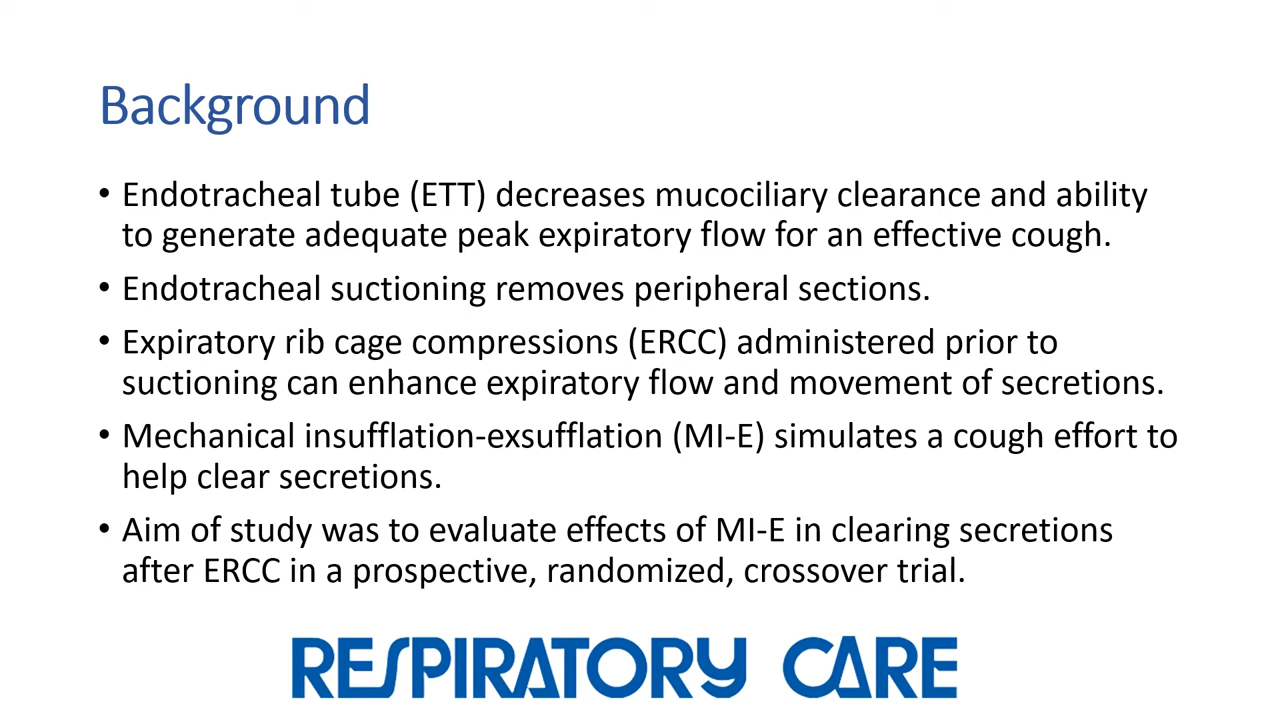 Background
• Endotracheal tube (ETT) decreases mucociliary clearance and ability
to generate adequate peak expiratory flow for an effective cough.
• Endotracheal suctioning removes peripheral sections.
• Expiratory rib cage compressions (ERCC) administered prior to
suctioning can enhance expiratory flow and movement of secretions.
• Mechanical insufflation-exsufflation (MI-E) simulates a cough effort to
help clear secretions.
• Aim of study was to evaluate effects of MI-E in clearing secretions
after ERCC in a prospective, randomized, crossover trial.
RESPIRATORY CARE